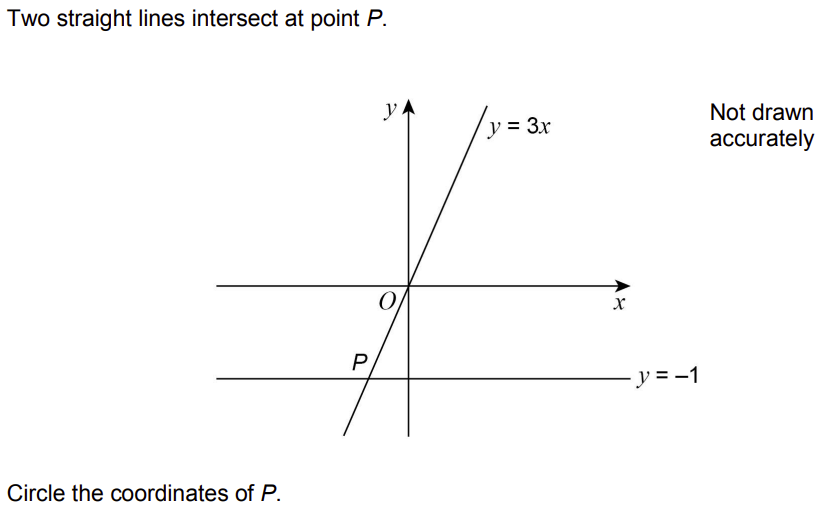 Two straight lines intersect at point P.
y
y = 3x
Not drawn
accurately
O
x
P
y = –1
Circle the coordinates of P.